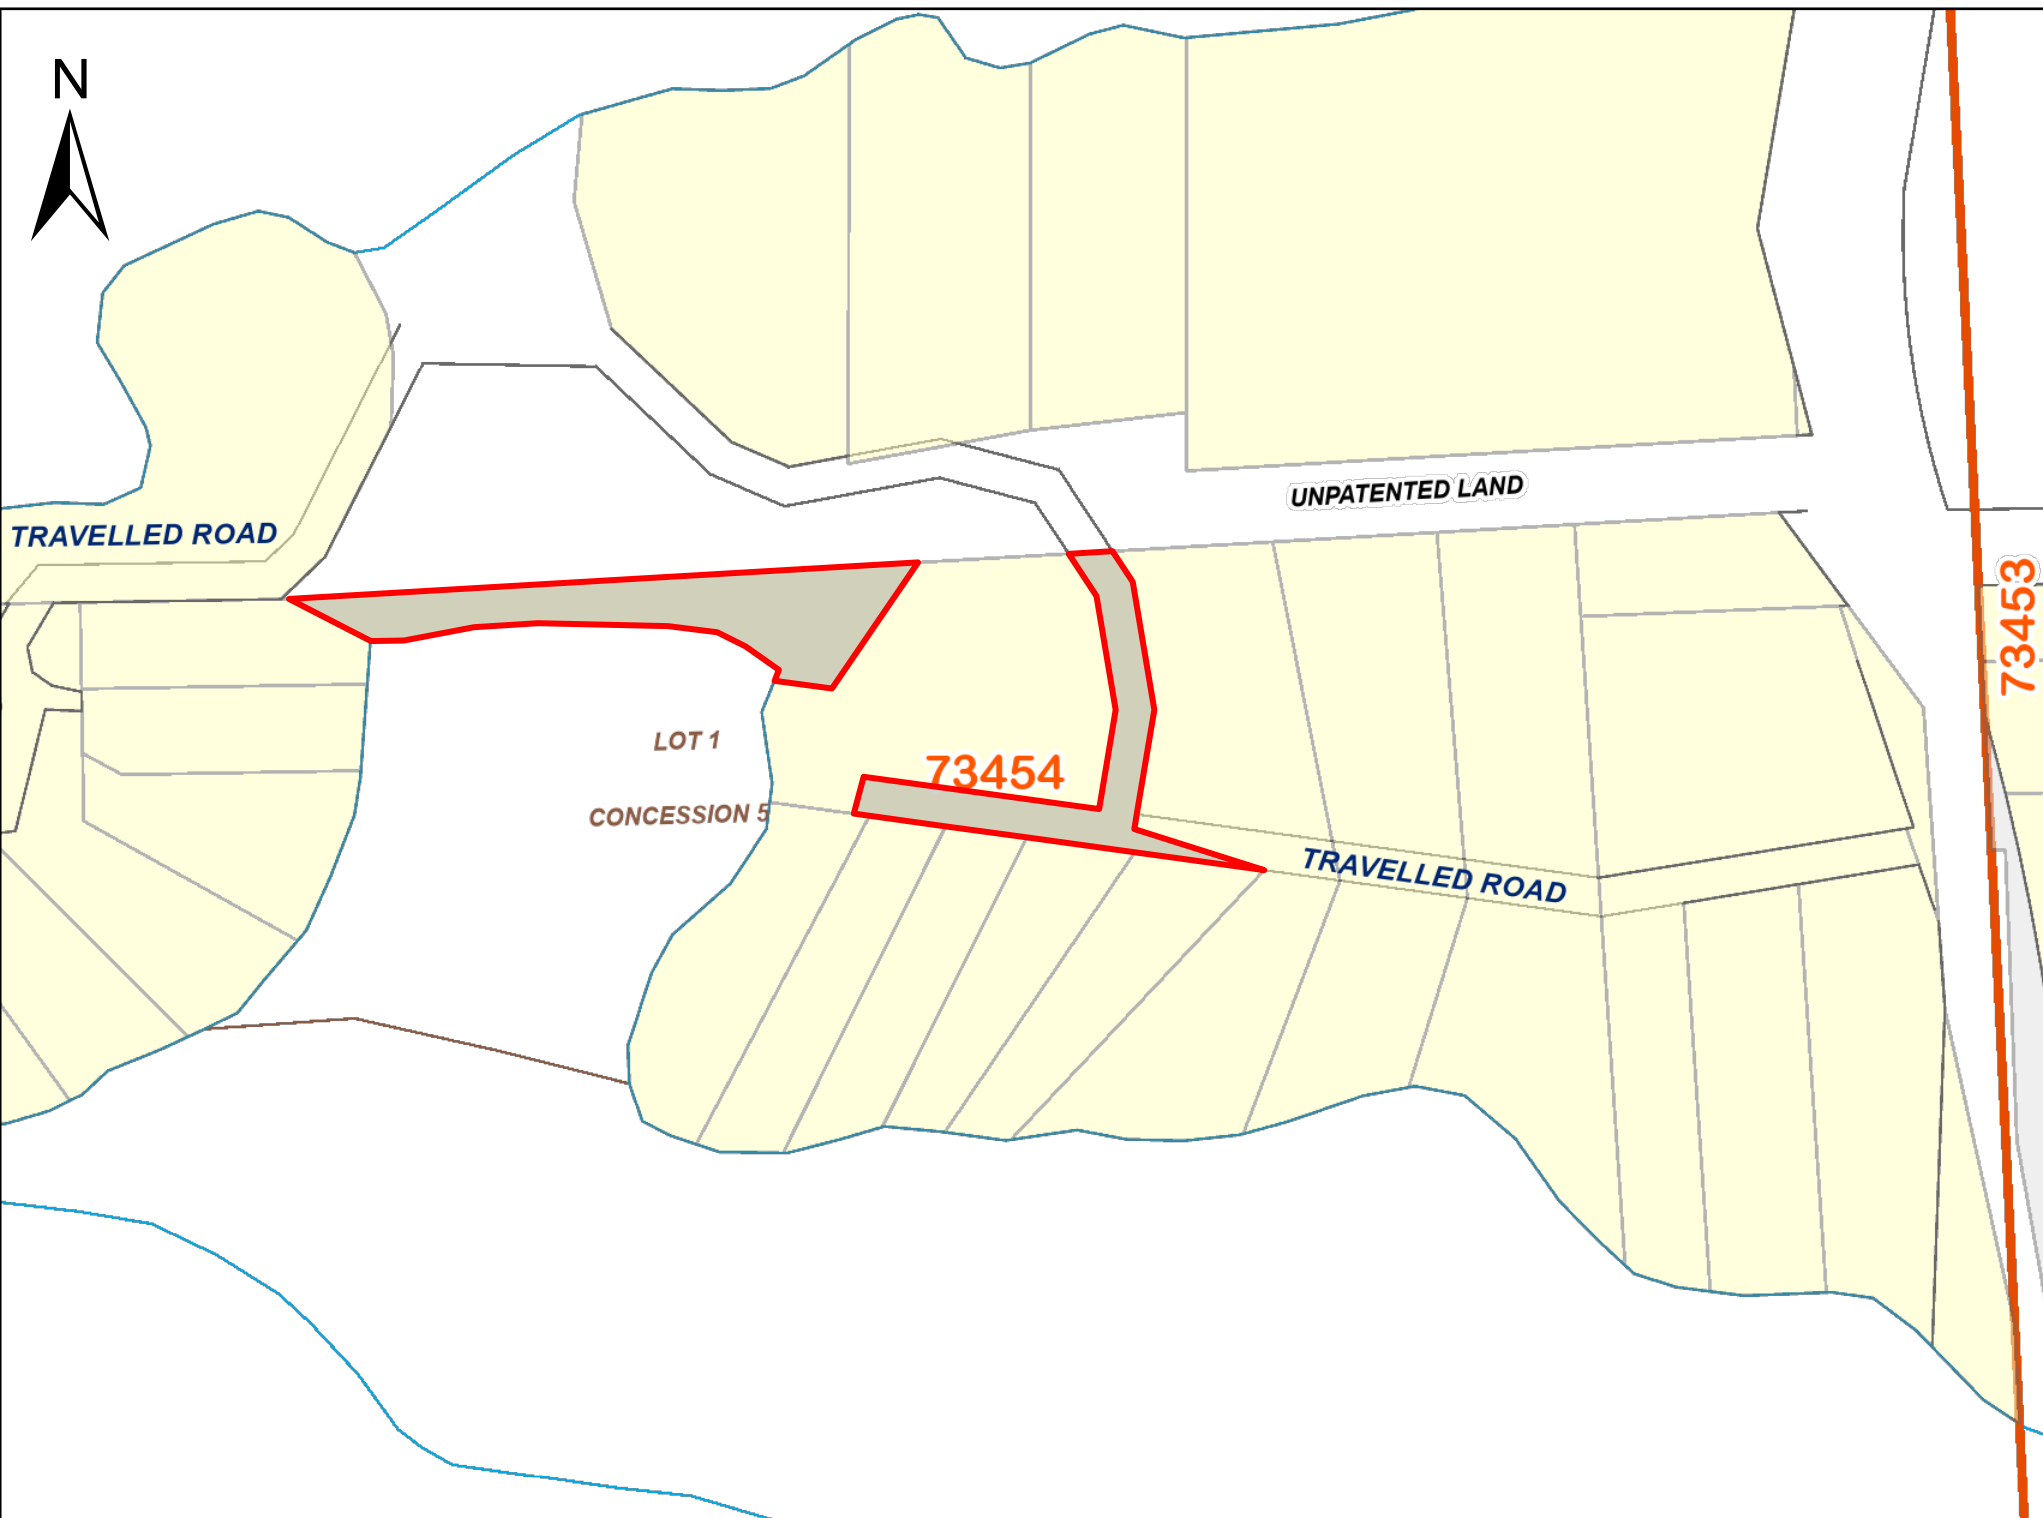 N
UNPATENTED LAND
TRAVELLED ROAD
73453
LOT 1
73454
CONCESSION 5
TRAVELLED ROAD